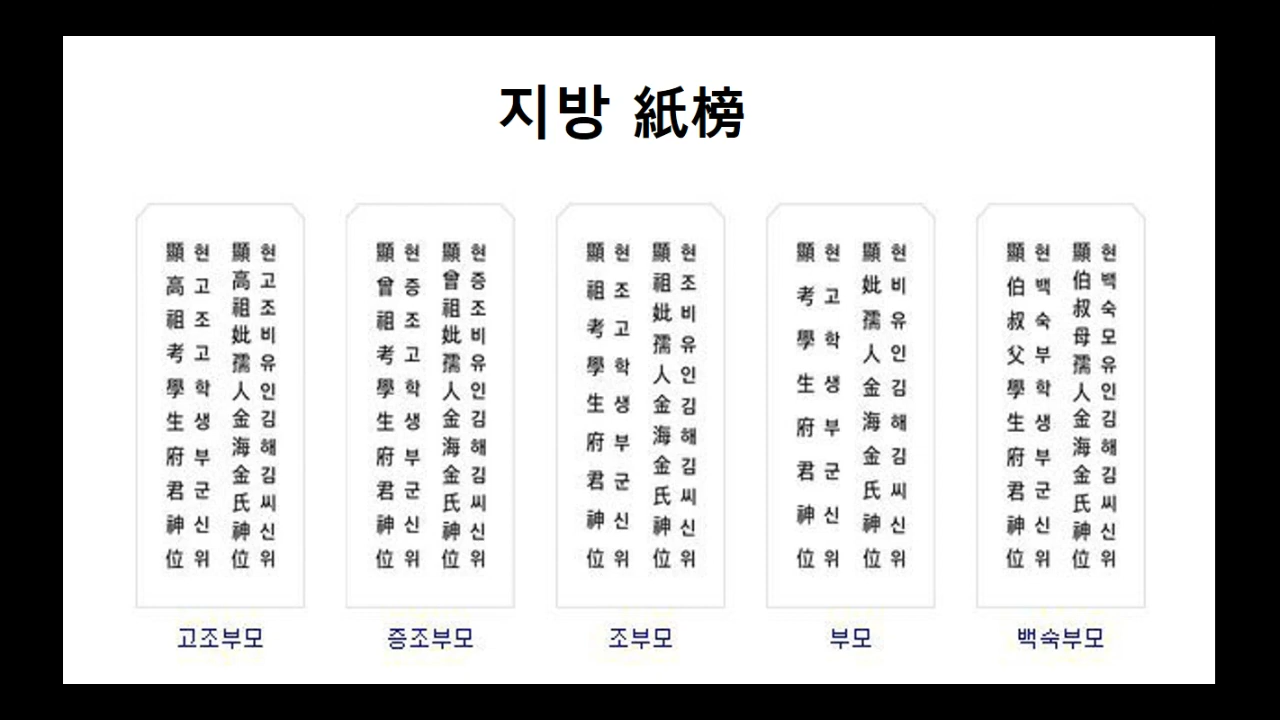 지방 紙榜
顯高祖考學生府君神位
현고조고학생부군신위
顯高祖妣孺人金海金氏神位
현고조비유인김해김씨신위
顯曾祖考學生府君神位
현증조고학생부군신위
顯曾祖妣孺人金海金氏神位
현증조비유인김해김씨신위
顯祖考學生府君神位
현조고학생부군신위
顯祖妣孺人金海金氏神位
현조비유인김해김씨신위
顯考學生府君神位
현고학생부군신위
顯妣孺人金海金氏神位
현비유인김해김씨신위
顯伯叔父學生府君神位
현백숙부학생부군신위
顯伯叔母孺人金海金氏神位
현백숙모유인김해김씨신위
고조부모
증조부모
조부모
부모
백숙부모